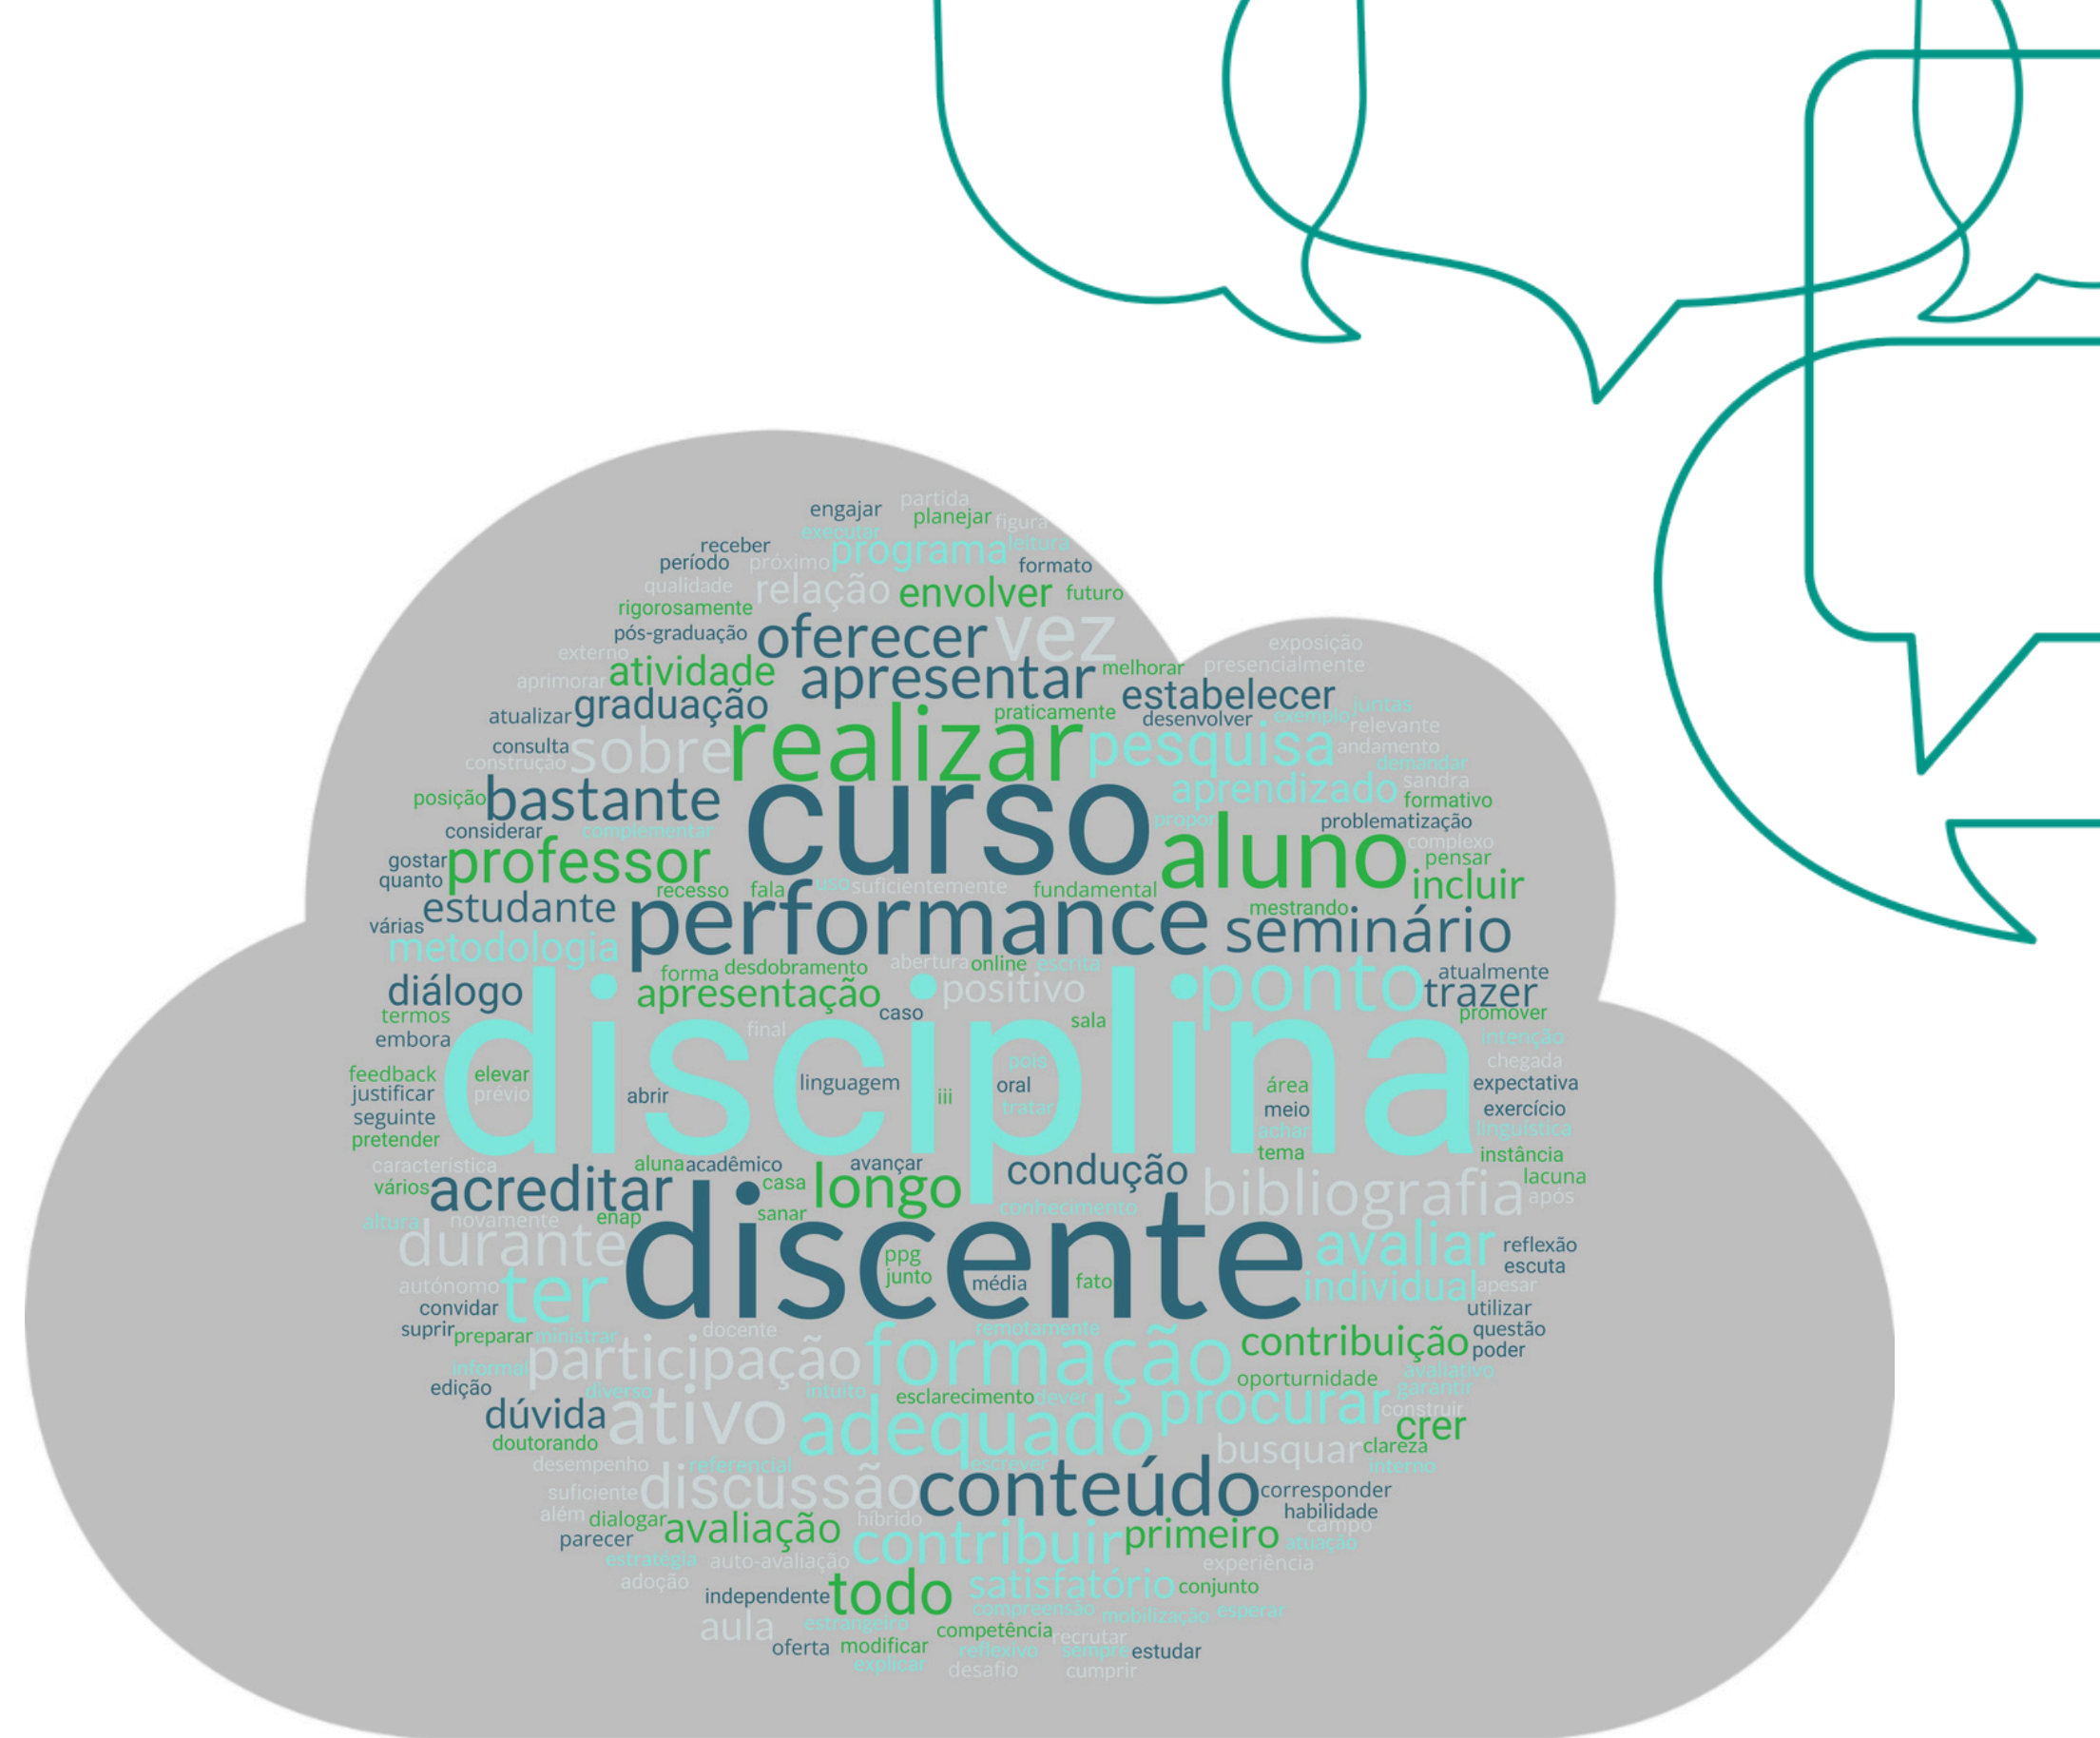 engajar partida
planejar figura
executar
receber programa leitura
período próximo formato
qualidade relação envolver futuro
rigorosamente
pós-graduação oferecer vez
externo exposição
atividade apresentar melhorar presencialmente
aprimorar
graduação estabelecer
atualizar praticamente desenvolver exemplo juntas
relevante
consulta sobre realizar pesquisa andamento
construção demandar
aprendizado sandra
posição bastante curso formativo
considerar complementar propor problematização
complexo
gostar professor aluno pensar
quanto incluir
recesso fala uso suficientemente fundamental
estudante performance mestrando
várias seminário
metodologia
forma desdobramento abertura online escrita
diálogo apresentação positivo ponto atualmente
trazer
termos caso promover
final sala
embora disciplina intenção
pois chegada
feedback elevar linguagem oral área expectativa
justificar prévio abrir iii
seguinte tratar meio exercício
achar linguística
pretender
característica aluna acadêmico avançar condução tema instância
vários acreditar casa longo bibliografia lacuna
após
altura novamente enap sanar conhecimento
durante discente avaliar reflexão
escuta
ppg
autónomo ter junto média fato individual apesar
convidar utilizar
suprir preparar ministrar docente remotamente questão
participação formação contribuição poder
informal avaliativo
edição diverso intuito esclarecimento dever oporturnidade garantir
dúvida ativo adequado procurar construir
crer
doutorando busquar clareza
desempenho referencial escrever interno
suficiente discussão conteúdo corresponder
habilidade
além dialogar híbrido campo
parecer avaliação contribuir primeiro atuação
estratégia auto-avaliação experiência
adoção
independente todo satisfatório conjunto
compreensão mobilização esperar
aula estrangeiro competência recrutar
oferta modificar reflexivo sempre estudar
explicar desafio cumprir